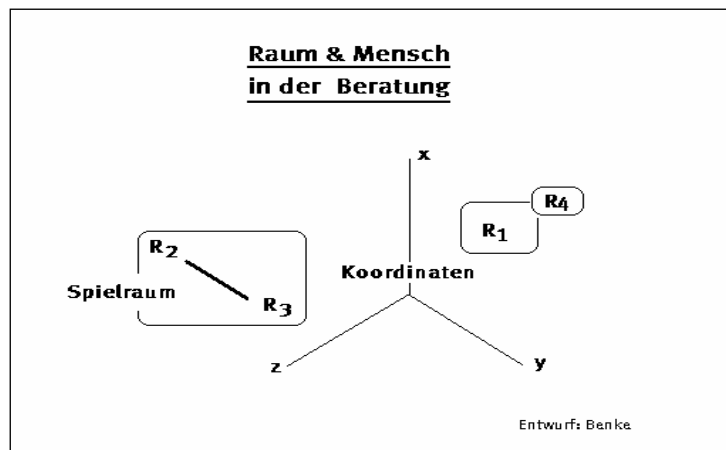 Raum & Mensch
in der Beratung
x
R4
R1
R2
Koordinaten
Spielraum
R3
z
y
Entwurf: Benke